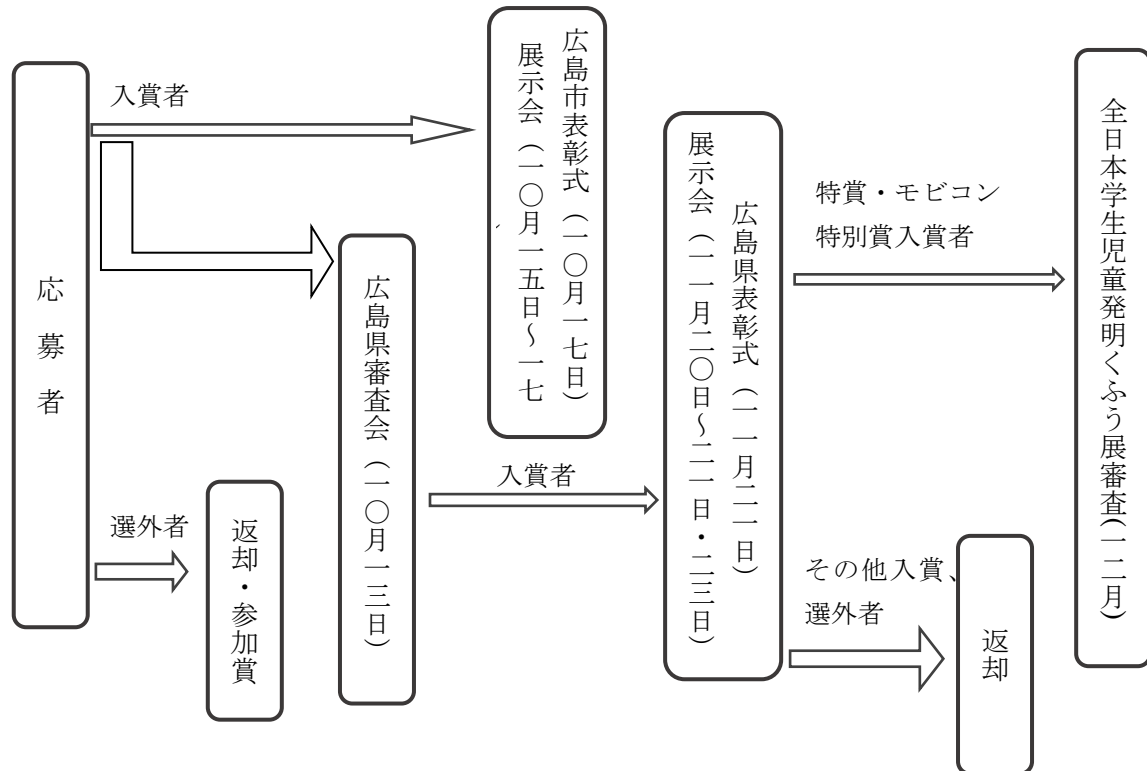 応募者
入賞者
選外者
返却・参加賞
広島県審査会（一〇月一三日）
広島市表彰式（一〇月一七日）
展示会（一〇月一五日～一七
入賞者
広島県表彰式（一一月二一日）
展示会（一一月二〇日～二一日・二三日）
特賞・モビコン
特別賞入賞者
その他入賞、
選外者
返却
全日本学生児童発明くふう展審査(一二月)